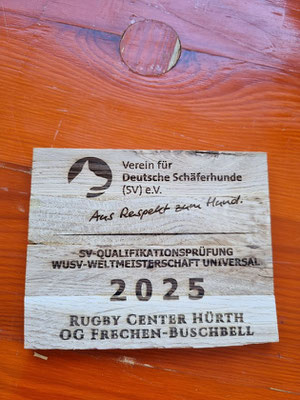 Verein für
Deutsche Schäferhunde
(SV) e.V.
Aus Respekt zum Hund.
SV-QUALIFIKATIONSPRÜFUNG
WUSV-WELTMEISTERSCHAFT UNIVERSAL
2025
RUGBY CENTER HÜRTH
OG FRECHEN-BUSCHBELL